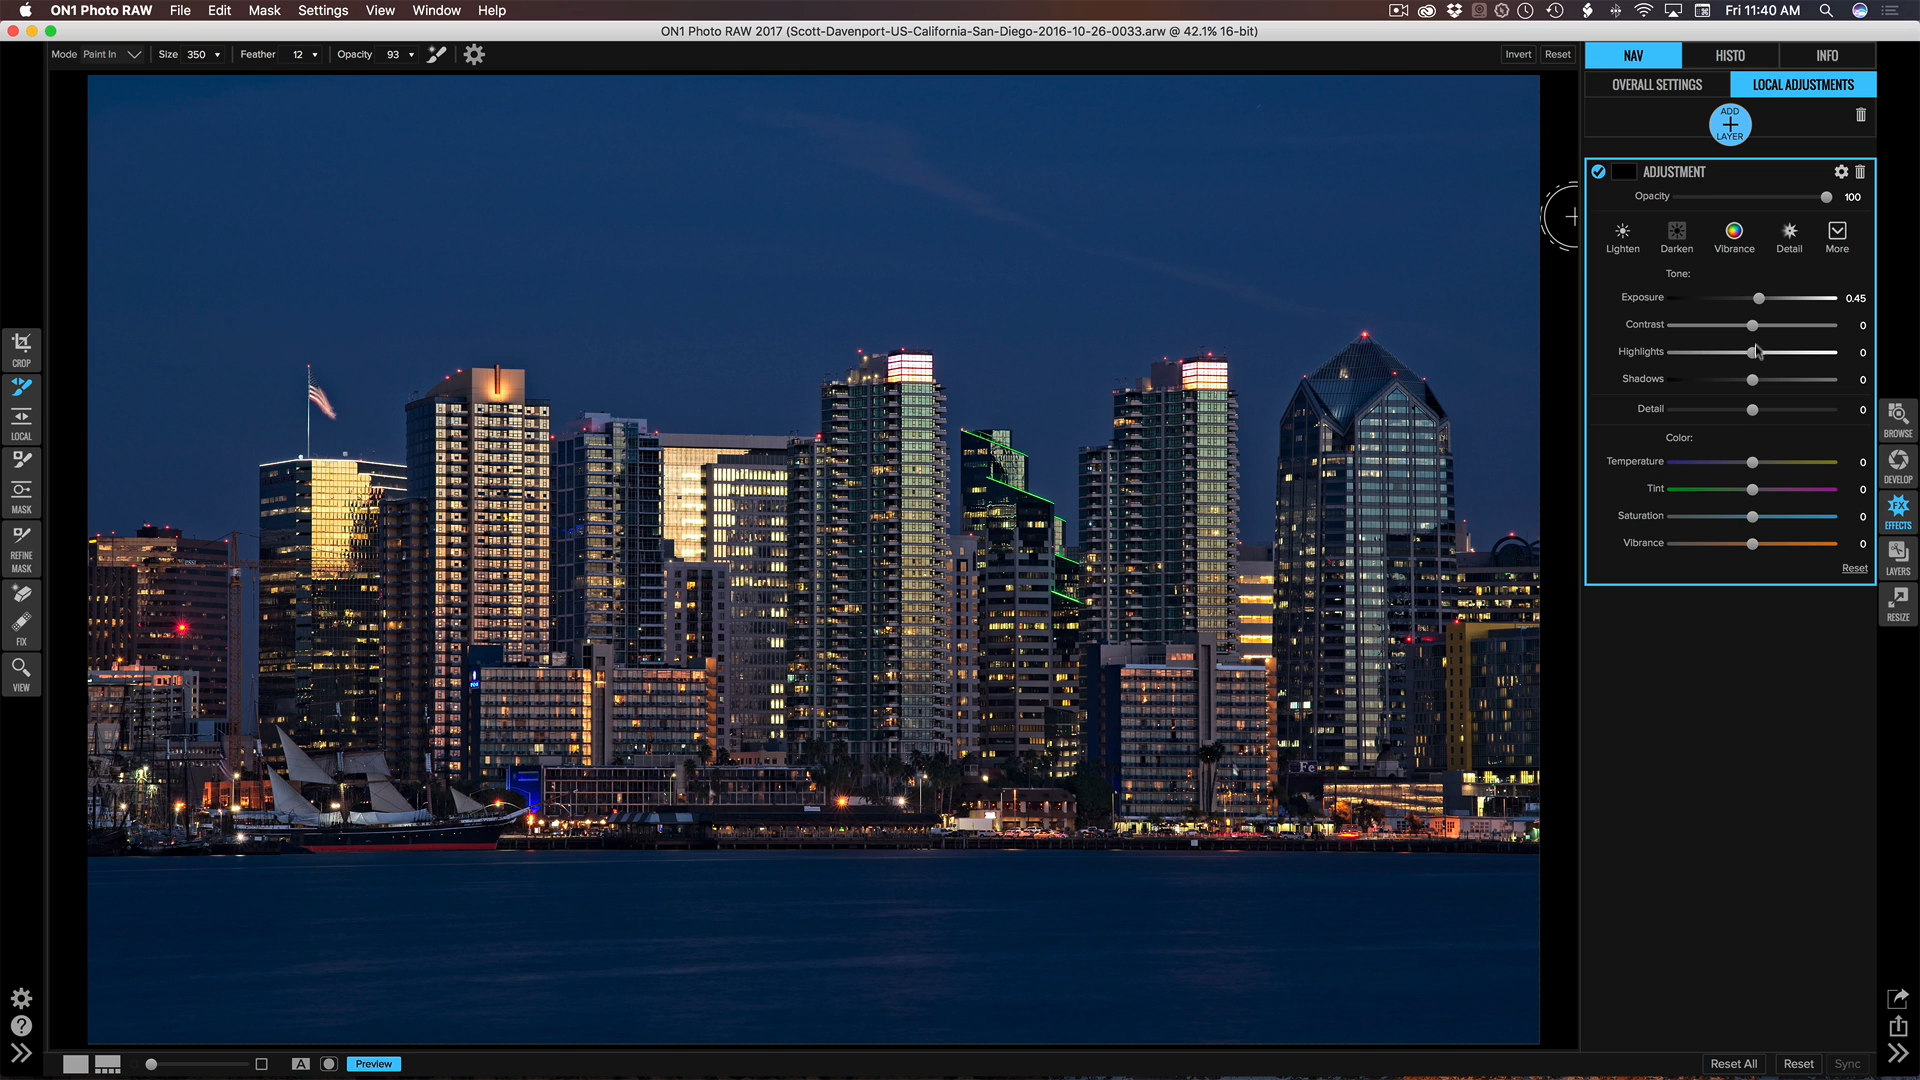 ON1 Photo RAW File Edit Mask Settings View Window Help Fri 11:40 AM
ON1 Photo RAW 2017 (Scott-Davenport-US-California-San-Diego-2016-10-26-0033.arw @ 42.1% 16-bit)
Mode Paint In Size 350 Feather 12 Opacity 93 Invert Reset
NAV HISTO INFO
OVERALL SETTINGS LOCAL ADJUSTMENTS
ADD
LAYER
ADJUSTMENT
Opacity 100
Lighten Darken Vibrance Detail More
Tone:
Exposure 0.45
Contrast 0
Highlights 0
Shadows 0
Detail 0
Color:
Temperature 0
Tint 0
Saturation 0
Vibrance 0
Reset
CROP
LOCAL
MASK
REFINE
MASK
FIX
VIEW
BROWSE
DEVELOP
FX
EFFECTS
LAYERS
RESIZE
Fe
A Preview Reset All Reset Sync